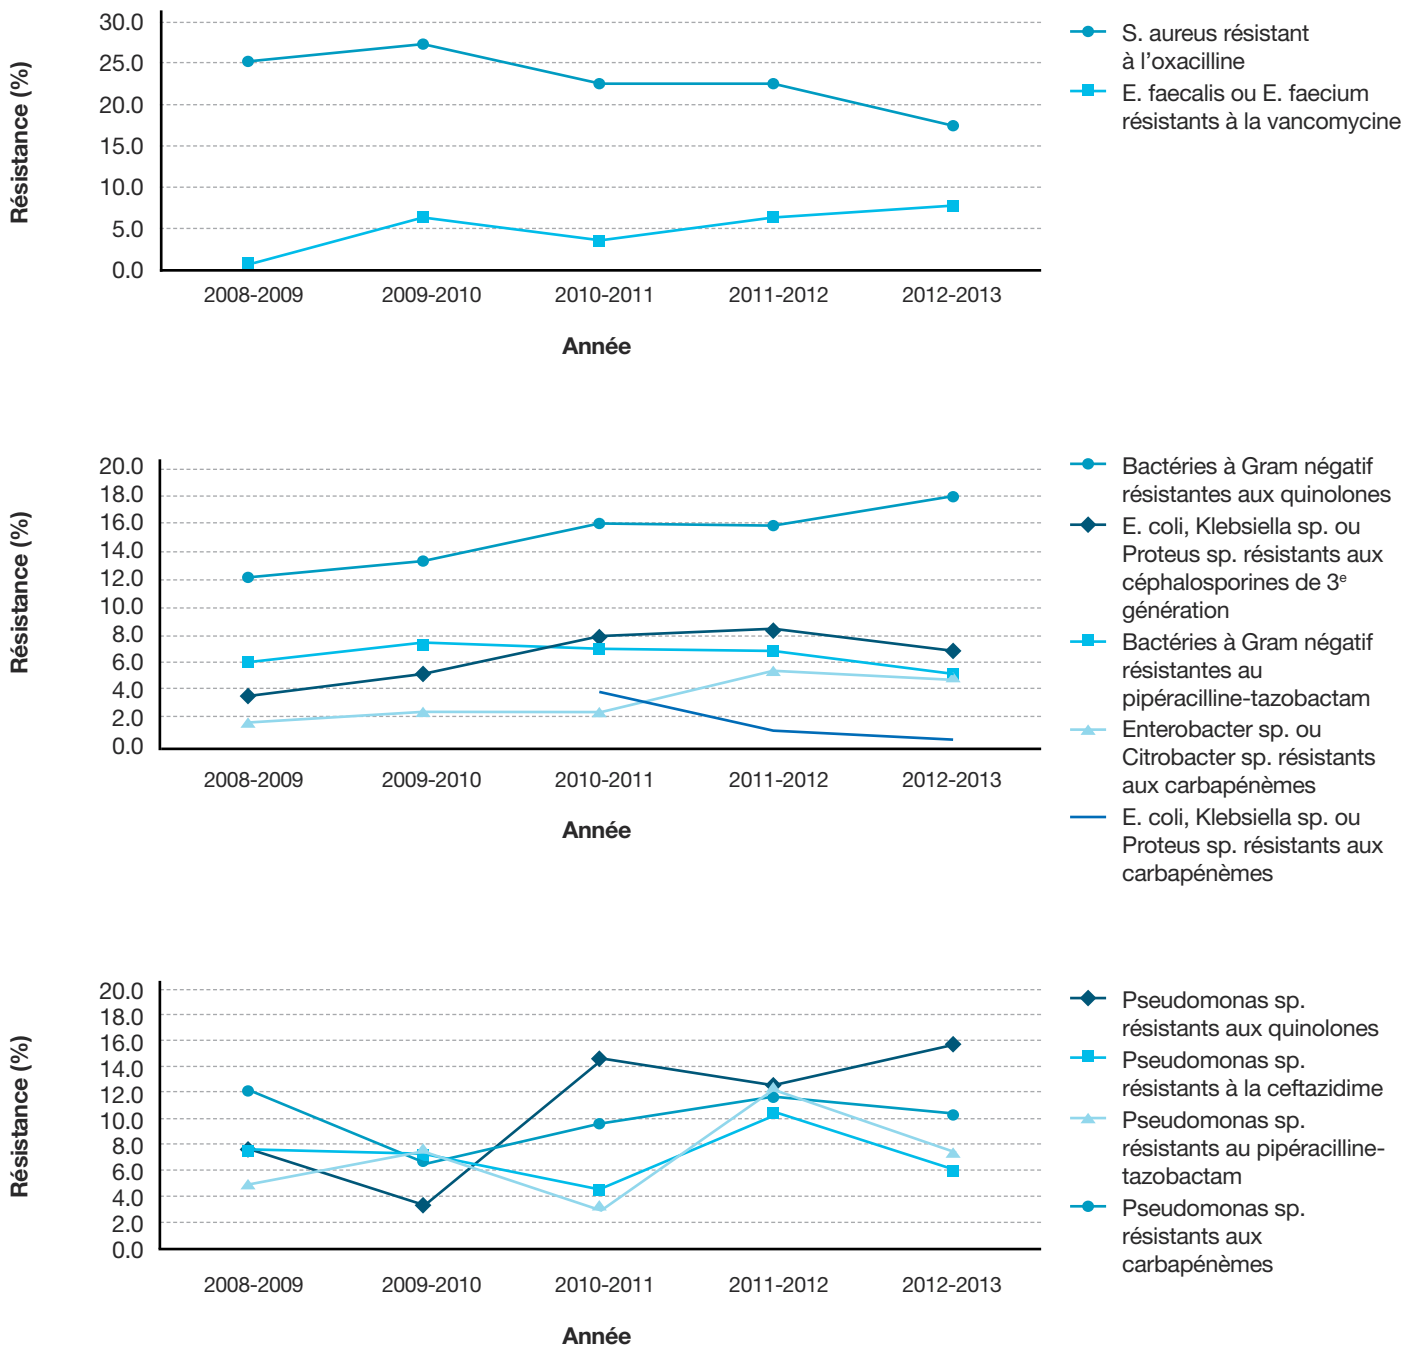 Résistance (%)
30.0
25.0
20.0
15.0
10.0
5.0
0.0
2008-2009
2009-2010
2010-2011
2011-2012
2012-2013
Année
S. aureus résistant
à l'oxacilline
E. faecalis ou E. faecium
résistants à la vancomycine
Résistance (%)
20.0
18.0
16.0
14.0
12.0
10.0
8.0
6.0
4.0
2.0
0.0
2008-2009
2009-2010
2010-2011
2011-2012
2012-2013
Année
Bactéries à Gram négatif
résistantes aux quinolones
E. coli, Klebsiella sp. ou
Proteus sp. résistants aux
céphalosporines de 3e
génération
Bactéries à Gram négatif
résistantes au
pipéracilline-tazobactam
Enterobacter sp. ou
Citrobacter sp. résistants
aux carbapénèmes
E. coli, Klebsiella sp. ou
Proteus sp. résistants aux
carbapénèmes
Résistance (%)
20.0
18.0
16.0
14.0
12.0
10.0
8.0
6.0
4.0
2.0
0.0
2008-2009
2009-2010
2010-2011
2011-2012
2012-2013
Année
Pseudomonas sp.
résistants aux quinolones
Pseudomonas sp.
résistants à la ceftazidime
Pseudomonas sp.
résistants au pipéracilline-
tazobactam
Pseudomonas sp.
résistants aux
carbapénèmes